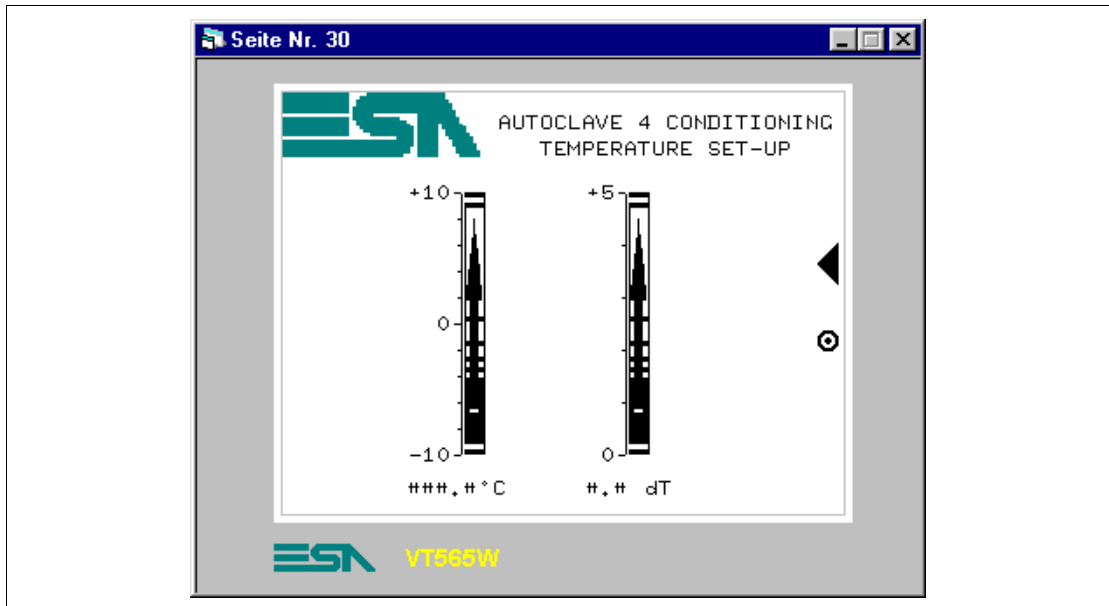 Seite Nr. 30
ESA
AUTOCLAVE 4 CONDITIONING
TEMPERATURE SET-UP
+10
0
-10
+5
0
###.#°C
#.# dT
ESA VT565W